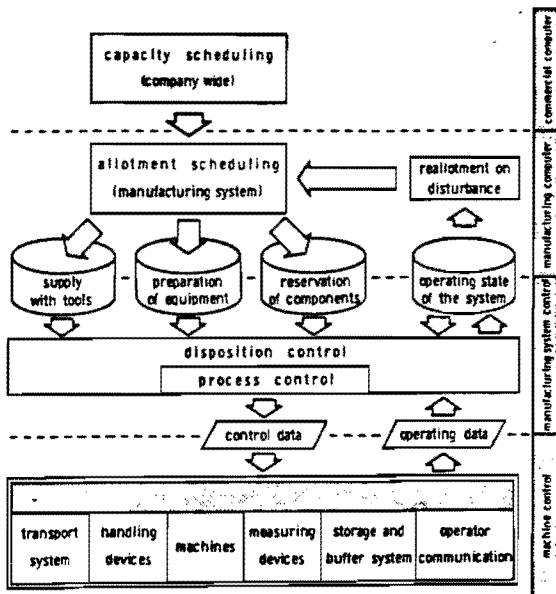 capacity scheduling
(company wide)
allotment scheduling
(manufacturing system)
reallotment on
disturbance
supply
with tools
preparation
of equipment
reservation
of components
operating state
of the system
disposition control
process control
control data
operating data
transport
system
handling
devices
machines
measuring
devices
storage and
buffer system
operator
communication
commercial computer
manufacturing computer
manufacturing system control
machine control